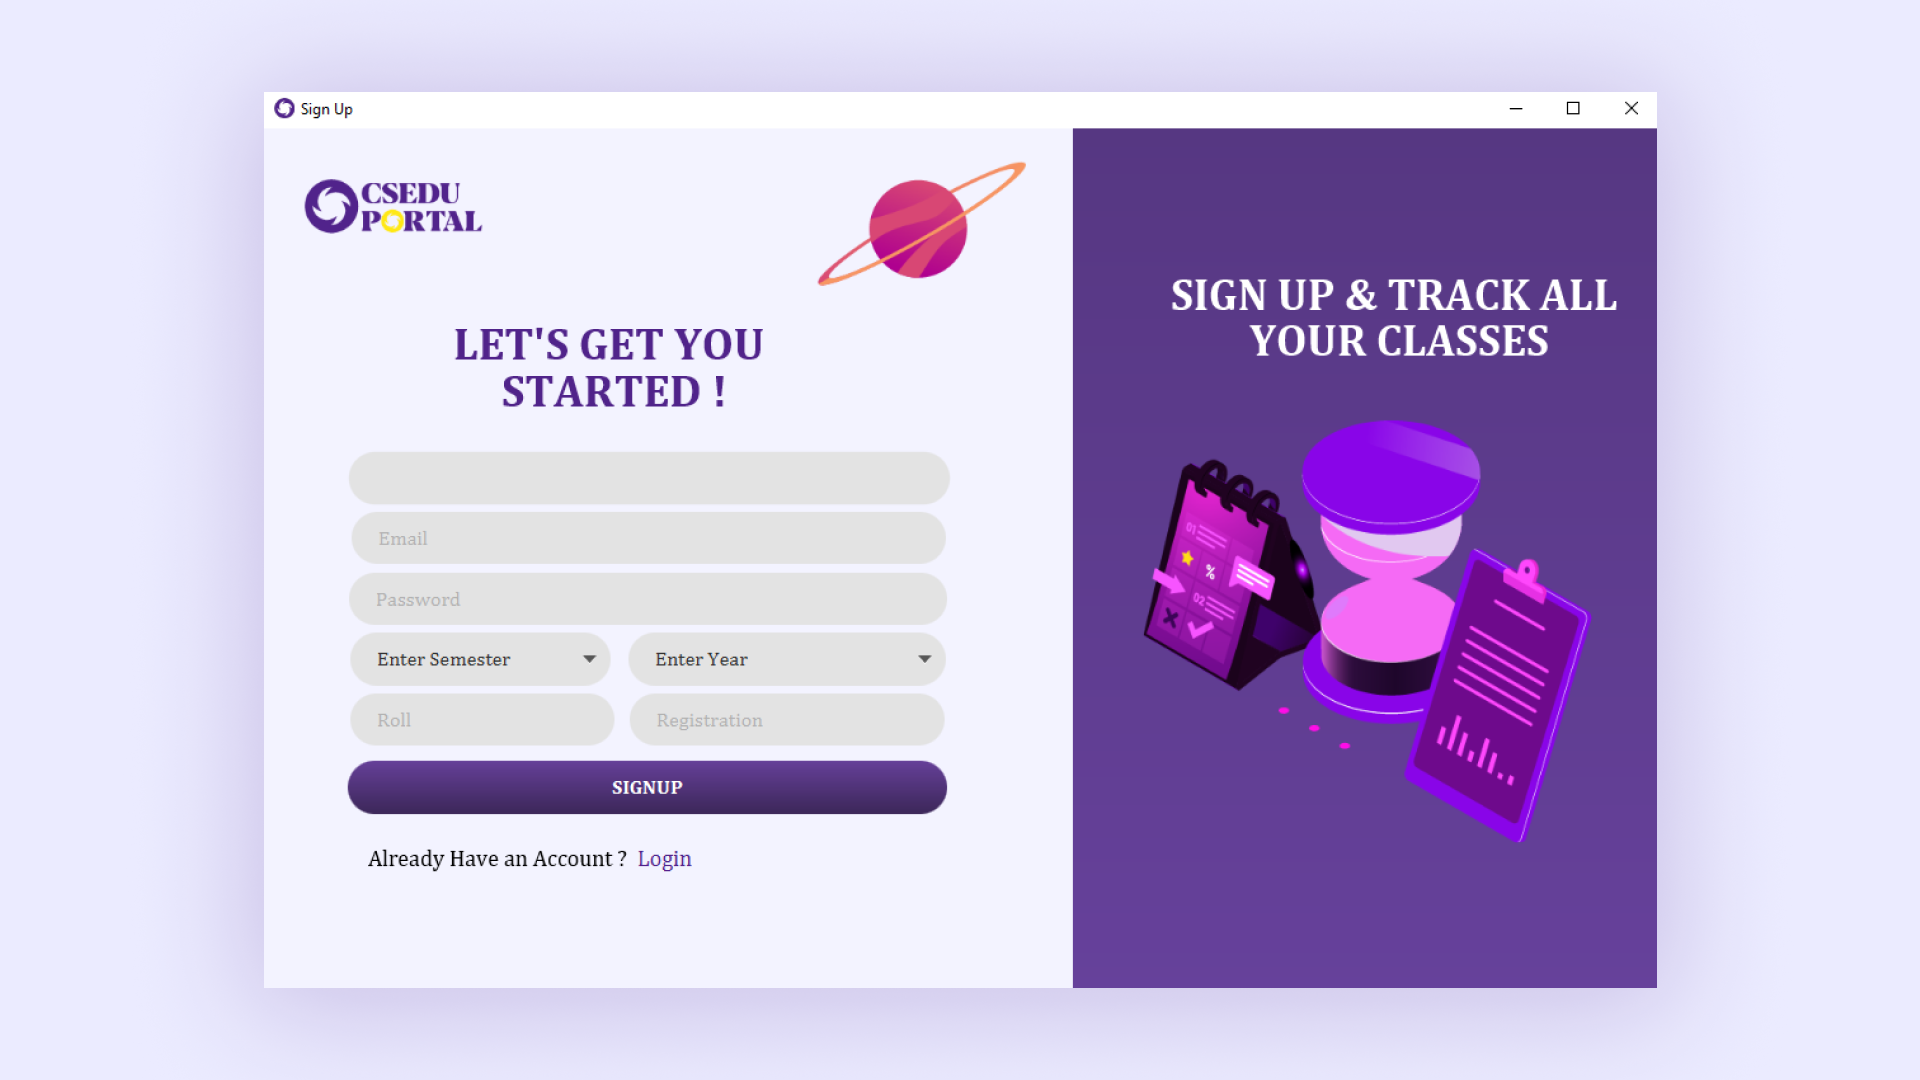 Sign Up
CSEDU
PORTAL
LET'S GET YOU
STARTED !
Email
Password
Enter Semester
Enter Year
Roll
Registration
SIGNUP
Already Have an Account ? Login
SIGN UP & TRACK ALL
YOUR CLASSES
01
%
02